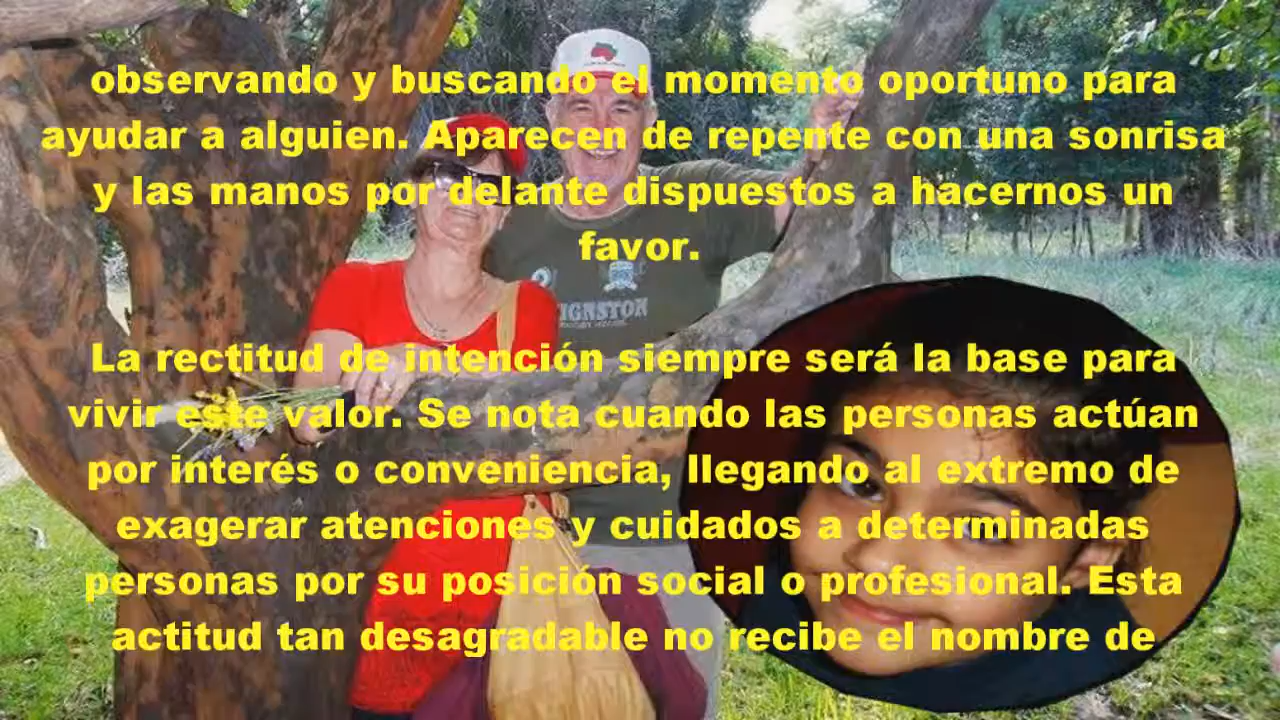 observando y buscando el momento oportuno para
ayudar a alguien. Aparecen de repente con una sonrisa
y las manos por delante dispuestos a hacernos un
favor.
La rectitud de intención siempre será la base para
vivir este valor. Se nota cuando las personas actúan
por interés o conveniencia, llegando al extremo de
exagerar atenciones y cuidados a determinadas
personas por su posición social o profesional. Esta
actitud tan desagradable no recibe el nombre de